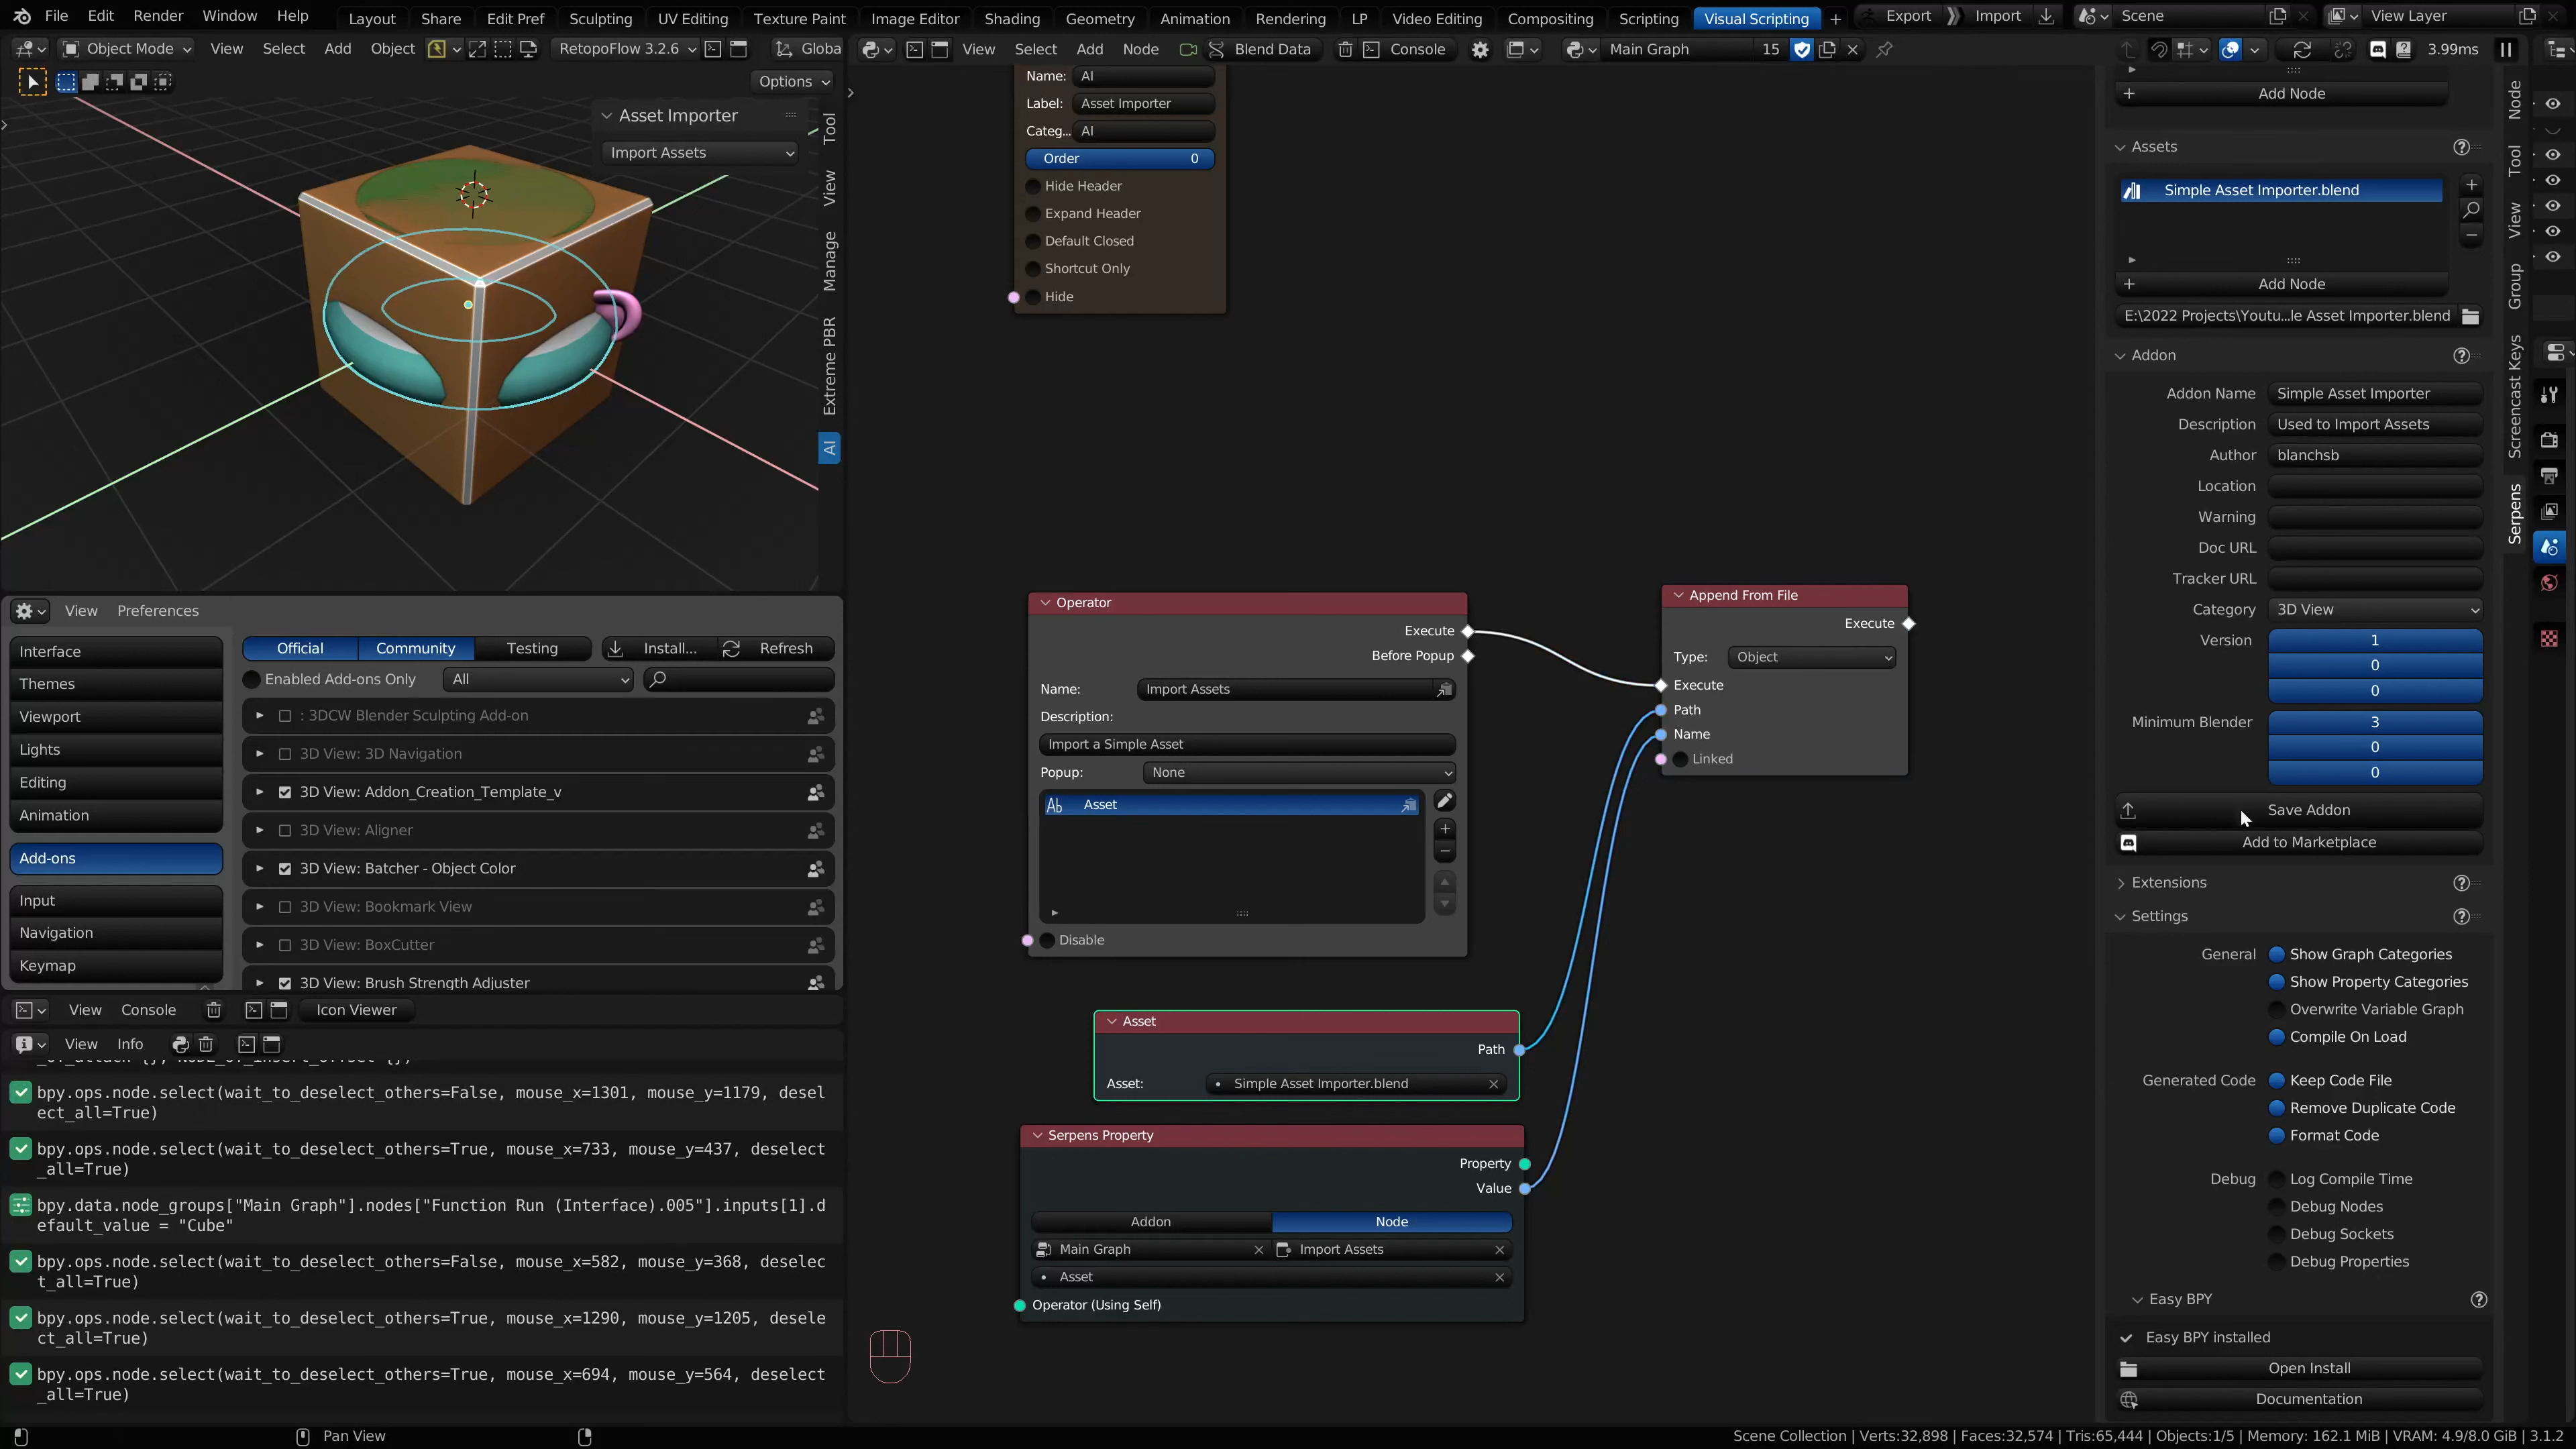 File Edit Render Window Help Layout Share Edit Pref Sculpting UV Editing Texture Paint Image Editor Shading Geometry Animation Rendering LP Video Editing Compositing Scripting Visual Scripting + Export Import Scene View Layer
Object Mode View Select Add Object RetopoFlow 3.2.6 Globa
View Select Add Node Blend Data Console Main Graph 15 3.99ms
Options
Asset Importer
Import Assets
Tool
View
Manage
Extreme PBR
AI
Name: AI
Label: Asset Importer
Categ... AI
Order 0
Hide Header
Expand Header
Default Closed
Shortcut Only
Hide
View Preferences
Interface
Themes
Viewport
Lights
Editing
Animation
Add-ons
Input
Navigation
Keymap
Official Community Testing Install... Refresh
Enabled Add-ons Only All
: 3DCW Blender Sculpting Add-on
3D View: 3D Navigation
3D View: Addon_Creation_Template_v
3D View: Aligner
3D View: Batcher - Object Color
3D View: Bookmark View
3D View: BoxCutter
3D View: Brush Strength Adjuster
View Console Icon Viewer
View Info
bpy.ops.node.select(wait_to_deselect_others=False, mouse_x=1301, mouse_y=1179, desel
ect_all=True)
bpy.ops.node.select(wait_to_deselect_others=True, mouse_x=733, mouse_y=437, deselect
_all=True)
bpy.data.node_groups["Main Graph"].nodes["Function Run (Interface).005"].inputs[1].d
efault_value = "Cube"
bpy.ops.node.select(wait_to_deselect_others=False, mouse_x=582, mouse_y=368, deselec
t_all=True)
bpy.ops.node.select(wait_to_deselect_others=True, mouse_x=1290, mouse_y=1205, desele
ct_all=True)
bpy.ops.node.select(wait_to_deselect_others=True, mouse_x=694, mouse_y=564, deselect
_all=True)
Operator
Execute
Before Popup
Name: Import Assets
Description:
Import a Simple Asset
Popup: None
Asset
Disable
Append From File
Execute
Type: Object
Execute
Path
Name
Linked
Asset
Path
Asset: Simple Asset Importer.blend
Serpens Property
Property
Value
Addon Node
Main Graph Import Assets
Asset
Operator (Using Self)
Add Node
Assets
Simple Asset Importer.blend
Add Node
E:\2022 Projects\Youtu...le Asset Importer.blend
Addon
Addon Name Simple Asset Importer
Description Used to Import Assets
Author blanchsb
Location
Warning
Doc URL
Tracker URL
Category 3D View
Version 1
0
0
Minimum Blender 3
0
0
Save Addon
Add to Marketplace
Extensions
Settings
General Show Graph Categories
Show Property Categories
Overwrite Variable Graph
Compile On Load
Generated Code Keep Code File
Remove Duplicate Code
Format Code
Debug Log Compile Time
Debug Nodes
Debug Sockets
Debug Properties
Easy BPY
Easy BPY installed
Open Install
Documentation
Node
Tool
View
Group
Screencast Keys
Serpens
Pan View
Scene Collection | Verts:32,898 | Faces:32,574 | Tris:65,444 | Objects:1/5 | Memory: 162.1 MiB | VRAM: 4.9/8.0 GiB | 3.1.2